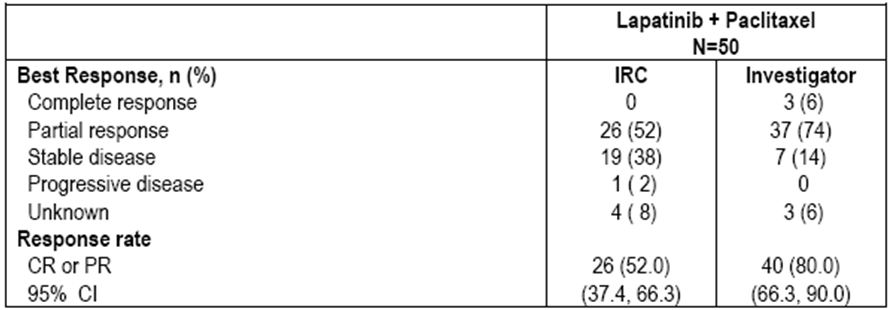 Lapatinib + Paclitaxel
N=50
Best Response, n (%) IRC Investigator
Complete response 0 3 (6)
Partial response 26 (52) 37 (74)
Stable disease 19 (38) 7 (14)
Progressive disease 1 ( 2) 0
Unknown 4 ( 8) 3 (6)
Response rate
CR or PR 26 (52.0) 40 (80.0)
95% CI (37.4, 66.3) (66.3, 90.0)